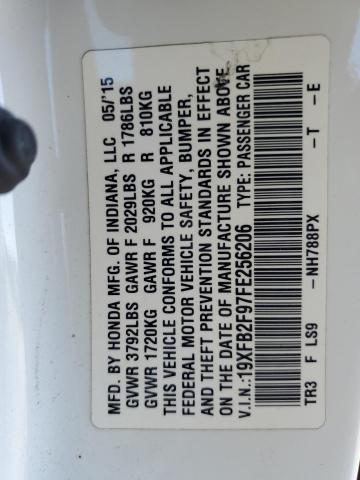 MFD. BY HONDA MFG. OF INDIANA, LLC 05/'15
GVWR 3792LBS GAWR F 2029LBS R 1786LBS
GVWR 1720KG GAWR F 920KG R 810KG
THIS VEHICLE CONFORMS TO ALL APPLICABLE
FEDERAL MOTOR VEHICLE SAFETY, BUMPER,
AND THEFT PREVENTION STANDARDS IN EFFECT
ON THE DATE OF MANUFACTURE SHOWN ABOVE.
V.I.N.:19XFB2F97FE256206 TYPE: PASSENGER CAR
TR3 F LS9 -NH788PX -T -E